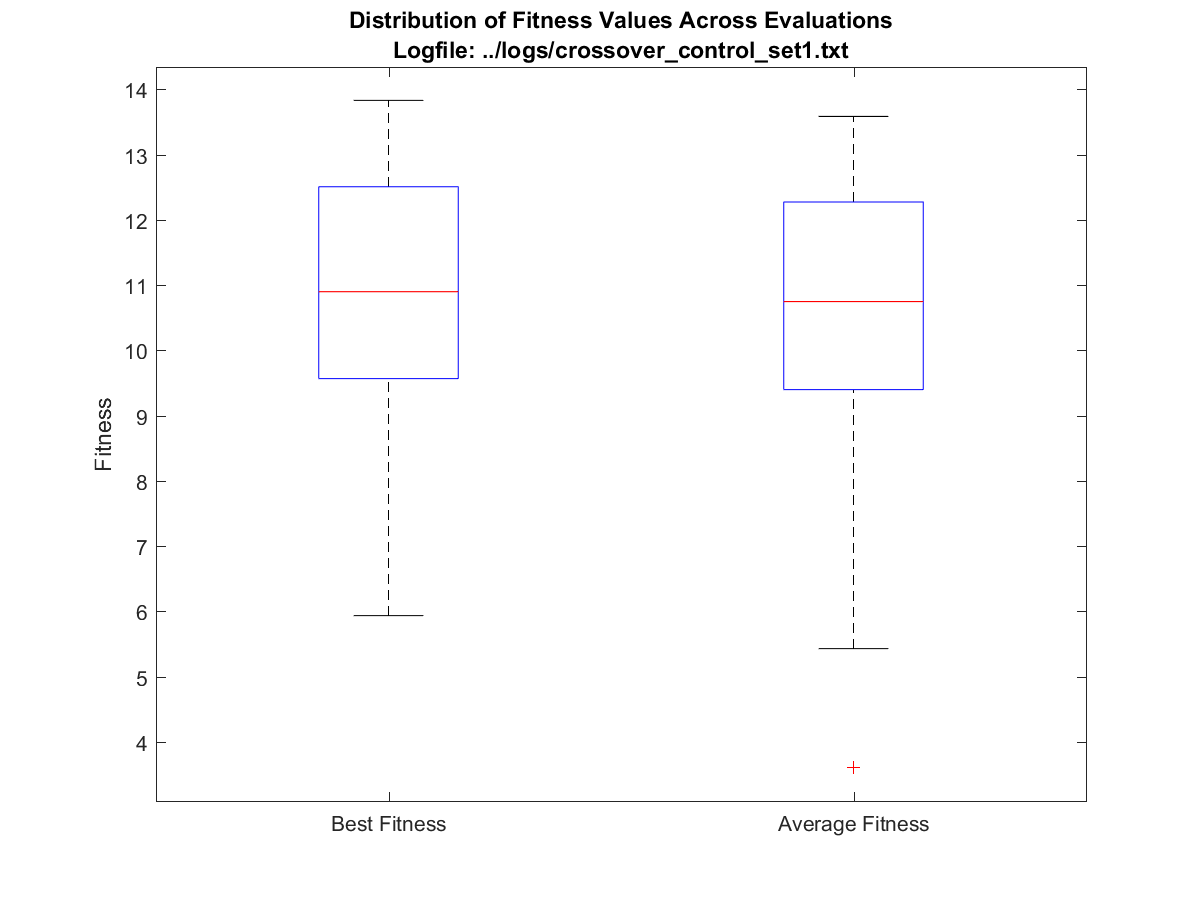 Distribution of Fitness Values Across Evaluations
Logfile: ../logs/crossover_control_set1.txt
14
13
12
11
10
9
8
7
6
5
4
Fitness
Best Fitness
Average Fitness